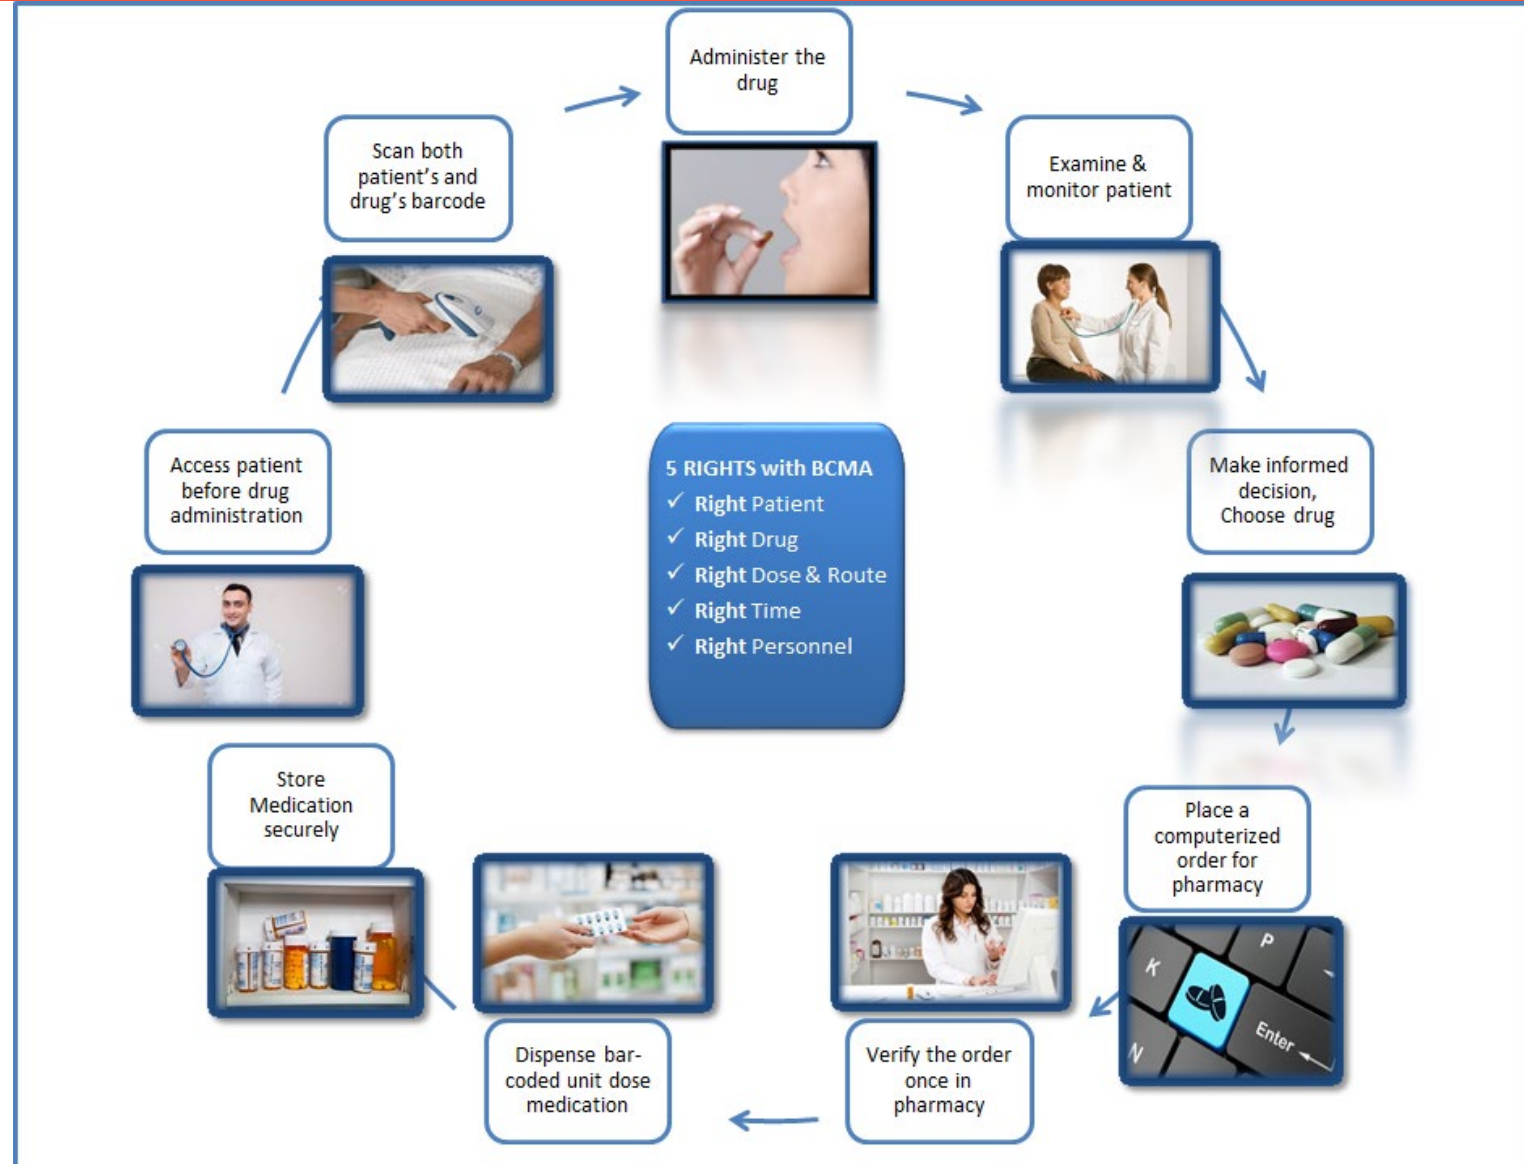 Administer the
drug
Examine &
monitor patient
Make informed
decision,
Choose drug
Place a
computerized
order for
pharmacy
P
K
N
Enter
Verify the order
once in
pharmacy
Dispense bar-
coded unit dose
medication
Store
Medication
securely
Access patient
before drug
administration
Scan both
patient's and
drug's barcode
5 RIGHTS with BCMA
✓ Right Patient
✓ Right Drug
✓ Right Dose & Route
✓ Right Time
✓ Right Personnel